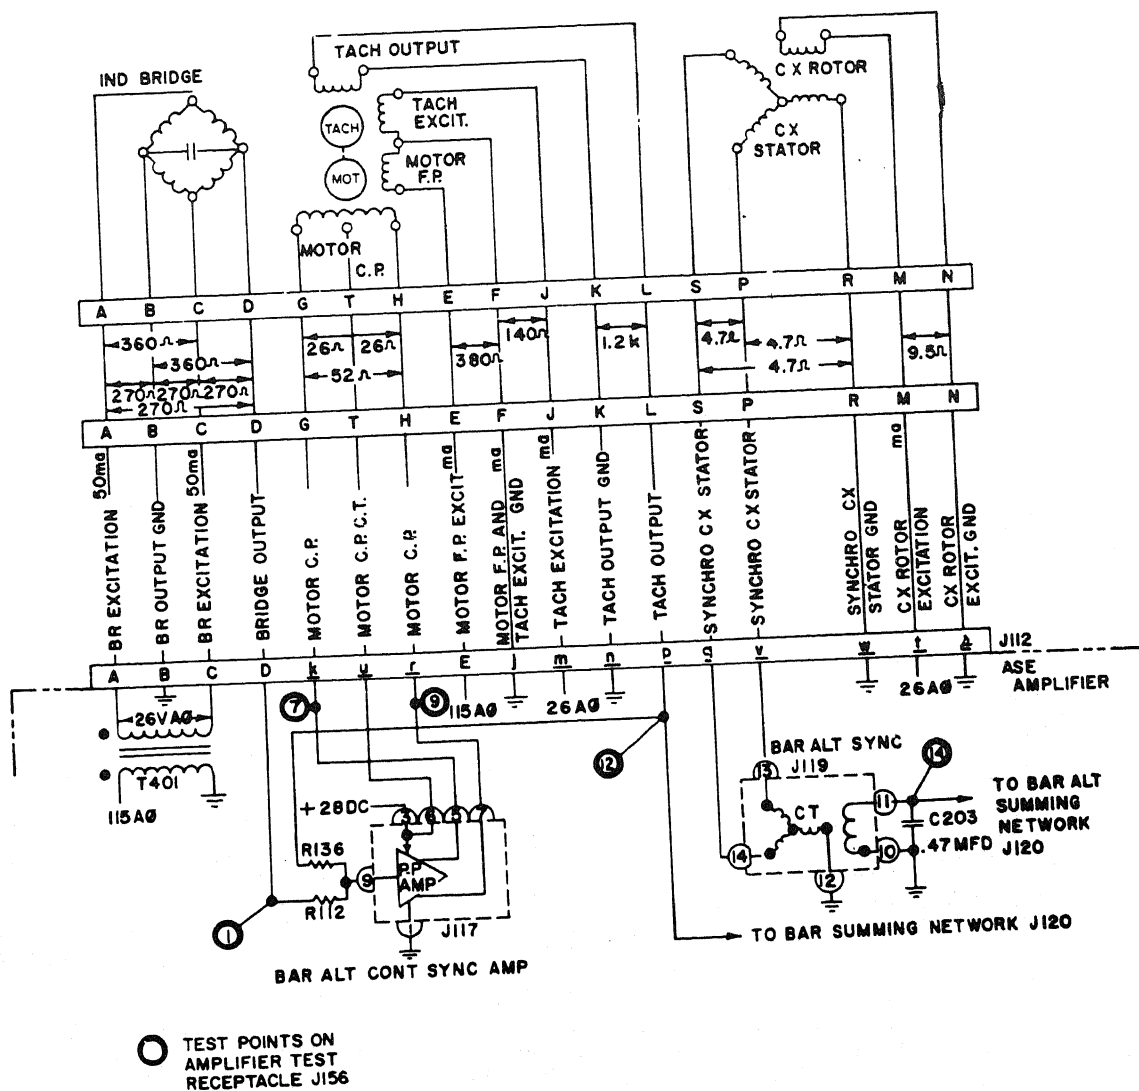 TACH OUTPUT
IND BRIDGE
CX ROTOR
TACH
EXCIT.
TACH
CX
STATOR
MOTOR
F.P.
MOT
MOTOR
C.P.
A B C D G T H E F J K L S P R M N
360Ω 26Ω 26Ω 140Ω 1.2 k 4.7Ω 4.7Ω 9.5Ω
360Ω 380Ω
52Ω 4.7Ω
270Ω 270Ω 270Ω
270Ω
A B C D G T H E F J K L S P R M N
BR EXCITATION 50ma
BR OUTPUT GND
BR EXCITATION 50ma
BRIDGE OUTPUT
MOTOR C.P.
MOTOR C.P. C.T.
MOTOR C.P.
MOTOR F.P. EXCIT ma
MOTOR F.P. AND ma
TACH EXCIT. GND
TACH EXCITATION ma
TACH OUTPUT GND
TACH OUTPUT
SYNCHRO CX STATOR
SYNCHRO CX STATOR
SYNCHRO CX
STATOR GND
CX ROTOR ma
EXCITATION
CX ROTOR
EXCIT. GND
J112
A B C D k u r E j m n p v w t
ASE
AMPLIFIER
26VAØ
7
9
115AØ
26AØ
26AØ
T401
115AØ
12
BAR ALT SYNC
J119
13
14
11
TO BAR ALT
SUMMING
NETWORK
J120
+28DC
3 6 5 7
CT
C203
.47MFD
R136
14
10
P.P
AMP
9
12
R112
1
J117
TO BAR SUMMING NETWORK J120
BAR ALT CONT SYNC AMP
TEST POINTS ON
AMPLIFIER TEST
RECEPTACLE J156